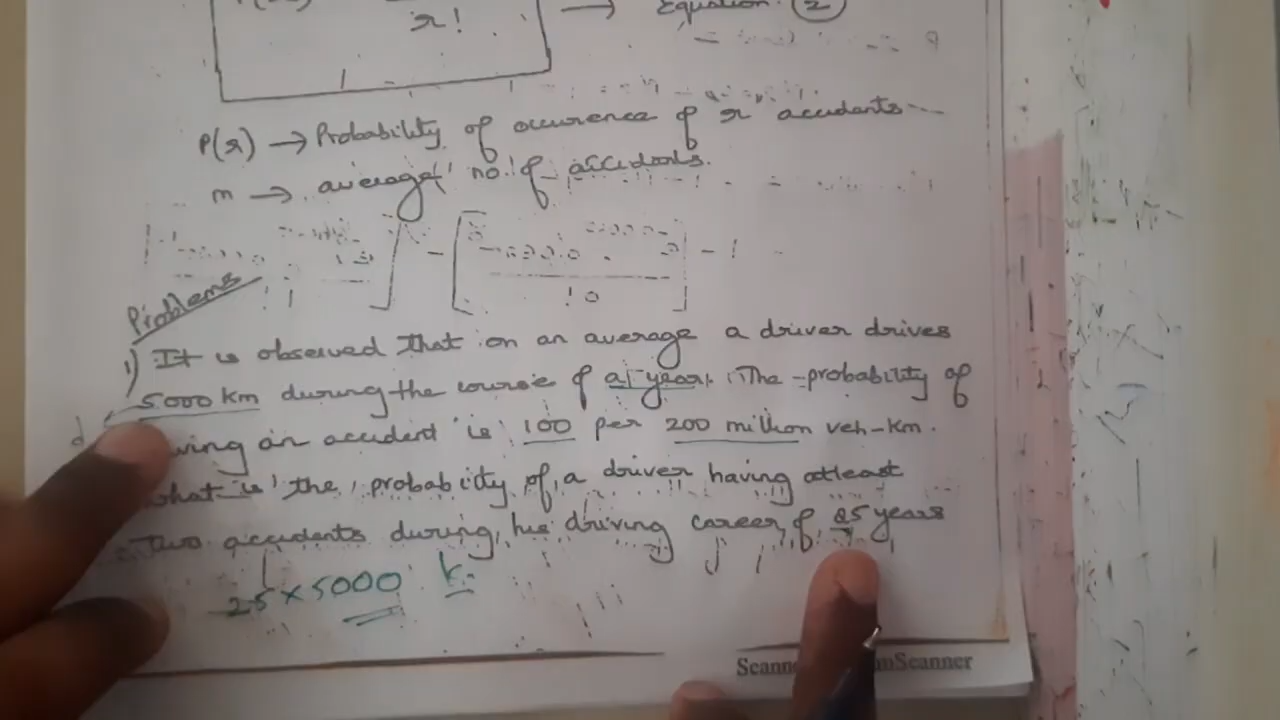 r!
→ Equation. 2
P(r) → Probability of occurence of r accidents
m → average no. of accidents.
Problems
1) It is observed that on an average a driver drives
5000 km during the course of a year. The probability of
an accident is 100 per 200 million veh-km.
what is the probability of a driver having atleast
two accidents during his driving career of 25 years
25 x 5000
Scanner